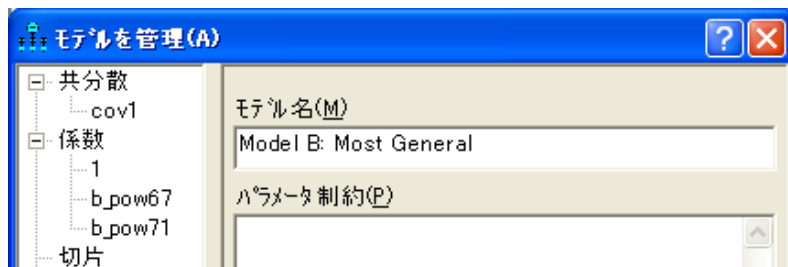 ﾓﾃﾞﾙを管理(A)
共分散
cov1
係数
1
b_pow67
b_pow71
切片
ﾓﾃﾞﾙ名(M)
Model B: Most General
ﾊﾟﾗﾒｰﾀ制約(P)